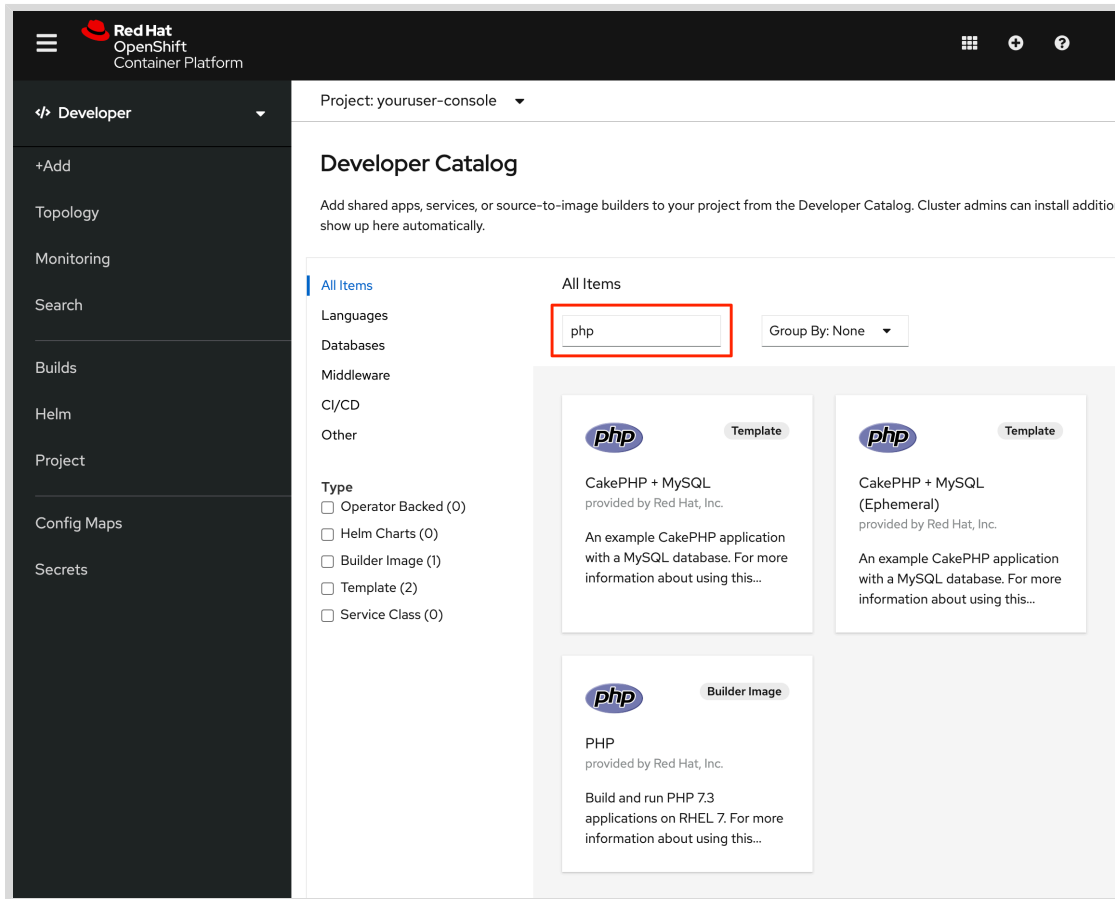 Red Hat
OpenShift
Container Platform
</> Developer
+Add
Topology
Monitoring
Search
Builds
Helm
Project
Config Maps
Secrets
Project: youruser-console
Developer Catalog
Add shared apps, services, or source-to-image builders to your project from the Developer Catalog. Cluster admins can install additio
show up here automatically.
All Items
Languages
Databases
Middleware
CI/CD
Other
Type
Operator Backed (0)
Helm Charts (0)
Builder Image (1)
Template (2)
Service Class (0)
All Items
php
Group By: None
php
Template
CakePHP + MySQL
provided by Red Hat, Inc.
An example CakePHP application
with a MySQL database. For more
information about using this...
php
Template
CakePHP + MySQL
(Ephemeral)
provided by Red Hat, Inc.
An example CakePHP application
with a MySQL database. For more
information about using this...
php
Builder Image
PHP
provided by Red Hat, Inc.
Build and run PHP 7.3
applications on RHEL 7. For more
information about using this...